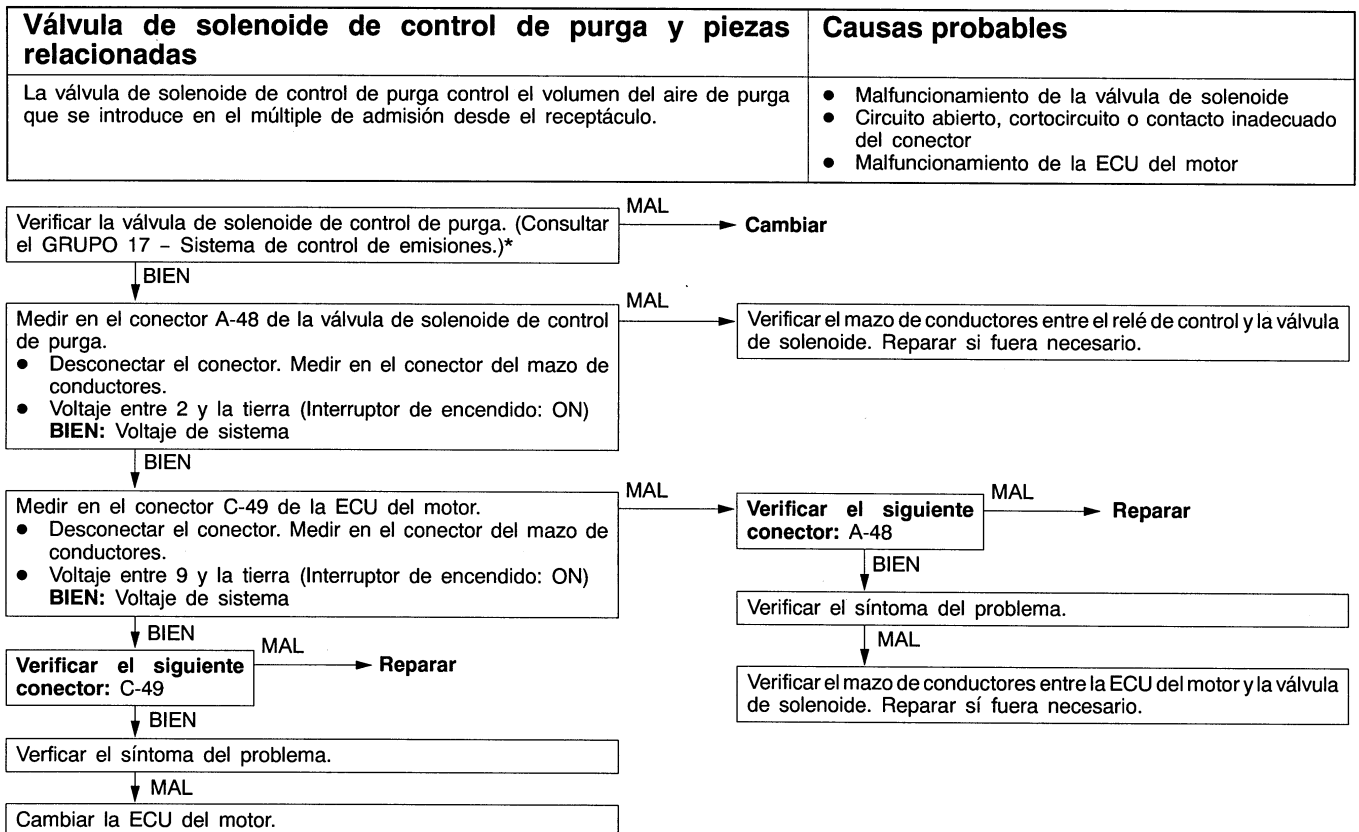 Válvula de solenoide de control de purga y piezas
relacionadas
Causas probables
La válvula de solenoide de control de purga control el volumen del aire de purga
que se introduce en el múltiple de admisión desde el receptáculo.
● Malfuncionamiento de la válvula de solenoide
● Circuito abierto, cortocircuito o contacto inadecuado
del conector
● Malfuncionamiento de la ECU del motor
Verificar la válvula de solenoide de control de purga. (Consultar
el GRUPO 17 – Sistema de control de emisiones.)*
MAL
Cambiar
BIEN
Medir en el conector A-48 de la válvula de solenoide de control
de purga.
● Desconectar el conector. Medir en el conector del mazo de
conductores.
● Voltaje entre 2 y la tierra (Interruptor de encendido: ON)
BIEN: Voltaje de sistema
MAL
Verificar el mazo de conductores entre el relé de control y la válvula
de solenoide. Reparar si fuera necesario.
BIEN
Medir en el conector C-49 de la ECU del motor.
● Desconectar el conector. Medir en el conector del mazo de
conductores.
● Voltaje entre 9 y la tierra (Interruptor de encendido: ON)
BIEN: Voltaje de sistema
MAL
Verificar el siguiente
conector: A-48
MAL
Reparar
BIEN
Verificar el síntoma del problema.
MAL
Verificar el mazo de conductores entre la ECU del motor y la válvula
de solenoide. Reparar sí fuera necesario.
BIEN
Verificar el siguiente
conector: C-49
MAL
Reparar
BIEN
Verficar el síntoma del problema.
MAL
Cambiar la ECU del motor.